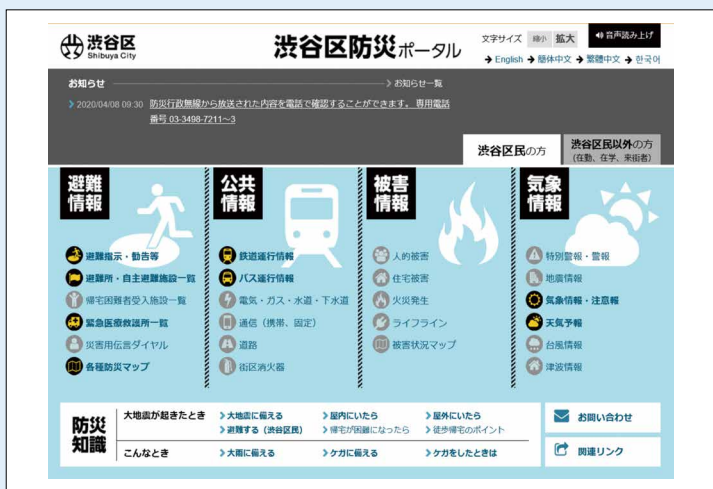 渋谷区
Shibuya City
渋谷区防災ポータル
文字サイズ 縮小 拡大
音声読み上げ
English 簡体中文 繁體中文 한국어
お知らせ
お知らせ一覧
2020/04/08 09:30 防災行政無線から放送された内容を電話で確認することができます。 専用電話
番号 03-3498-7211～3
渋谷区民の方
渋谷区民以外の方
(在勤、在学、来街者)
避難
情報
避難指示・勧告等
避難所・自主避難施設一覧
帰宅困難者受入施設一覧
緊急医療救護所一覧
災害用伝言ダイヤル
各種防災マップ
公共
情報
鉄道運行情報
バス運行情報
電気・ガス・水道・下水道
通信（携帯、固定）
道路
街区消火器
被害
情報
人的被害
住宅被害
火災発生
ライフライン
被害状況マップ
気象
情報
特別警報・警報
地震情報
気象情報・注意報
天気予報
台風情報
津波情報
防災
知識
大地震が起きたとき
大地震に備える 屋内にいたら 屋外にいたら
避難する（渋谷区民） 帰宅が困難になったら 徒歩帰宅のポイント
こんなとき
大雨に備える ケガに備える ケガをしたときは
お問い合わせ
関連リンク